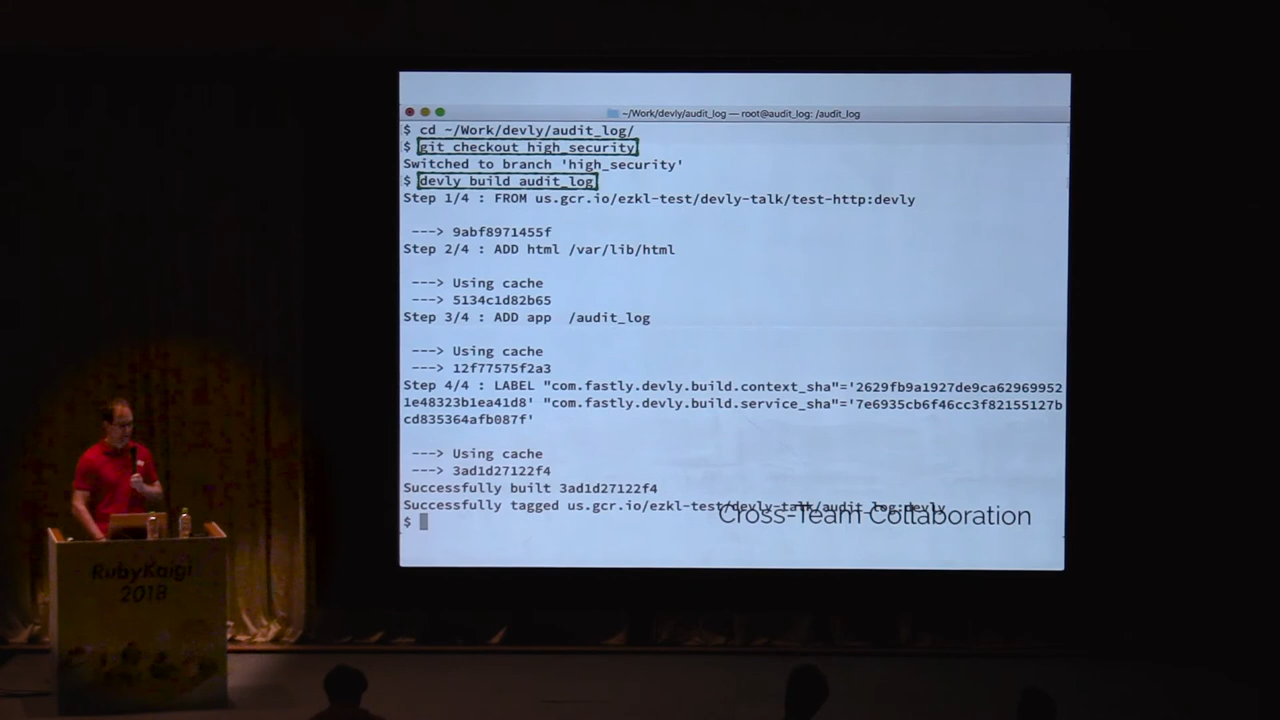 ~/Work/devly/audit_log — root@audit_log: /audit_log
$ cd ~/Work/devly/audit_log/
$ git checkout high_security
Switched to branch 'high_security'
$ devly build audit_log
Step 1/4 : FROM us.gcr.io/ezkl-test/devly-talk/test-http:devly
---> 9abf8971455f
Step 2/4 : ADD html /var/lib/html
---> Using cache
---> 5134c1d82b65
Step 3/4 : ADD app  /audit_log
---> Using cache
---> 12f77575f2a3
Step 4/4 : LABEL "com.fastly.devly.build.context_sha"='2629fb9a1927de9ca62969952
1e48323b1ea41d8' "com.fastly.devly.build.service_sha"='7e6935cb6f46cc3f82155127b
cd835364afb087f'
---> Using cache
---> 3ad1d27122f4
Successfully built 3ad1d27122f4
Successfully tagged us.gcr.io/ezkl-test/devly-talk/audit_log:devly
Cross-Team Collaboration
$
RubyKaigi
2018